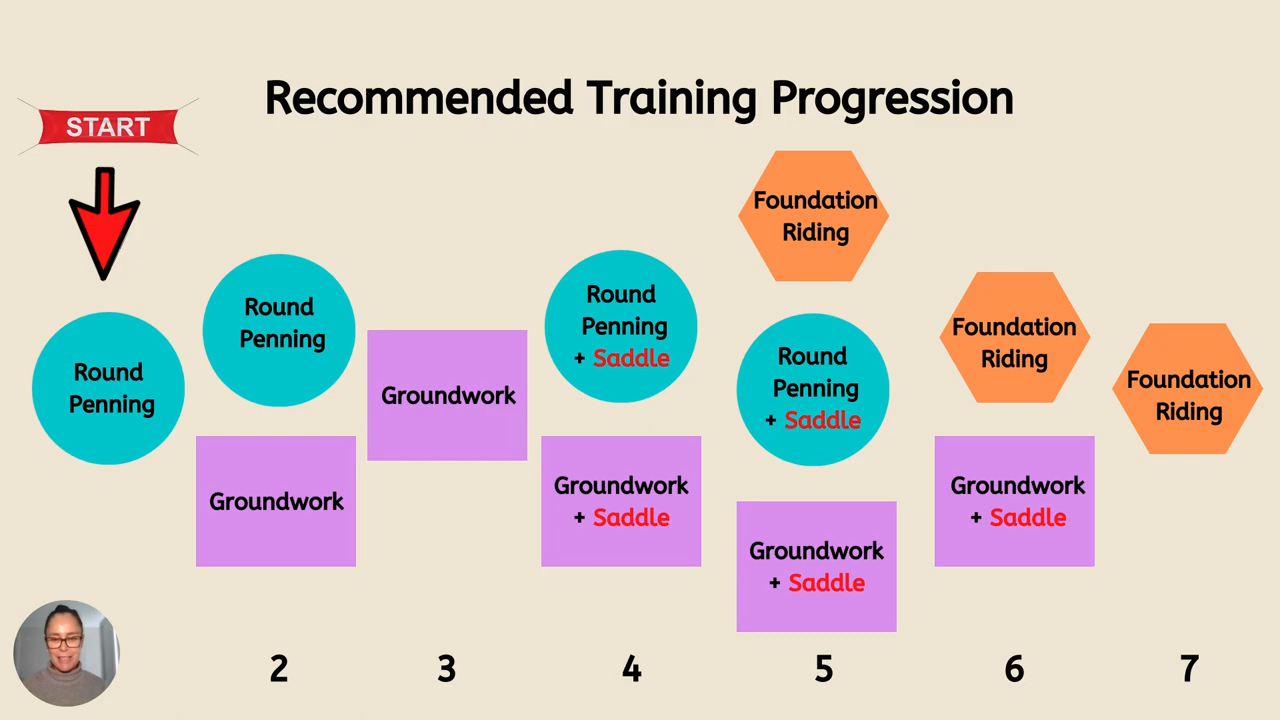 Recommended Training Progression
START
Round
Penning
Round
Penning
Groundwork
Groundwork
Round
Penning
+ Saddle
Groundwork
+ Saddle
Foundation
Riding
Round
Penning
+ Saddle
Groundwork
+ Saddle
Foundation
Riding
Groundwork
+ Saddle
Foundation
Riding
2 3 4 5 6 7